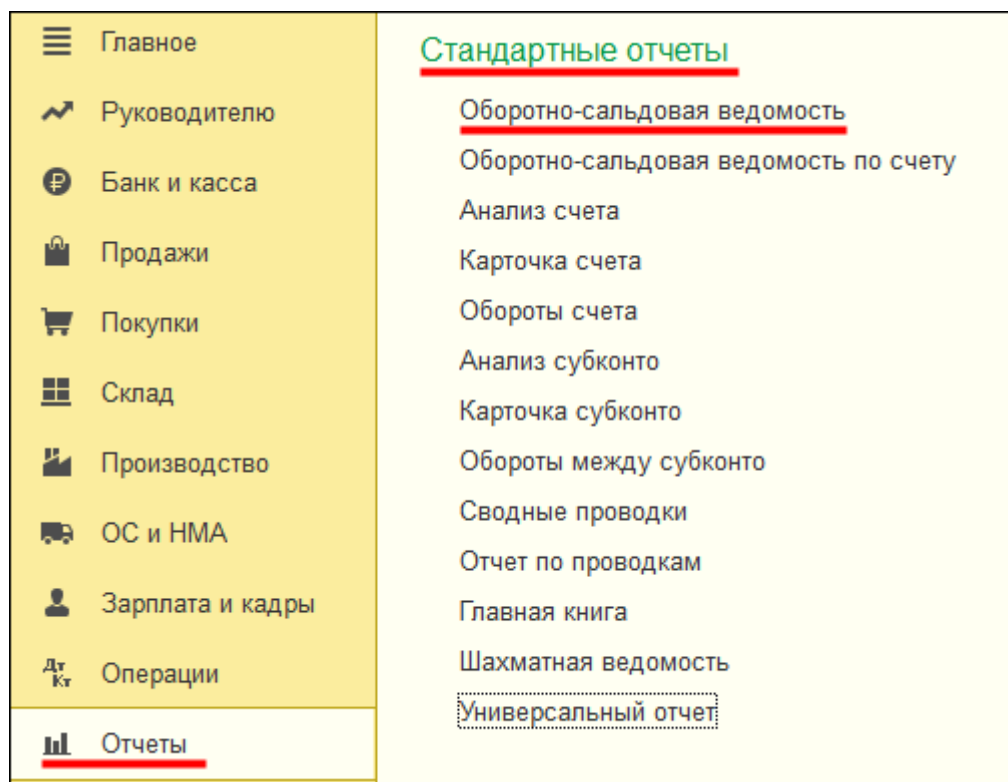 Главное
Руководителю
Банк и касса
Продажи
Покупки
Склад
Производство
ОС и НМА
Зарплата и кадры
Дт
Кт
Операции
Отчеты
Стандартные отчеты
Оборотно-сальдовая ведомость
Оборотно-сальдовая ведомость по счету
Анализ счета
Карточка счета
Обороты счета
Анализ субконто
Карточка субконто
Обороты между субконто
Сводные проводки
Отчет по проводкам
Главная книга
Шахматная ведомость
Универсальный отчет